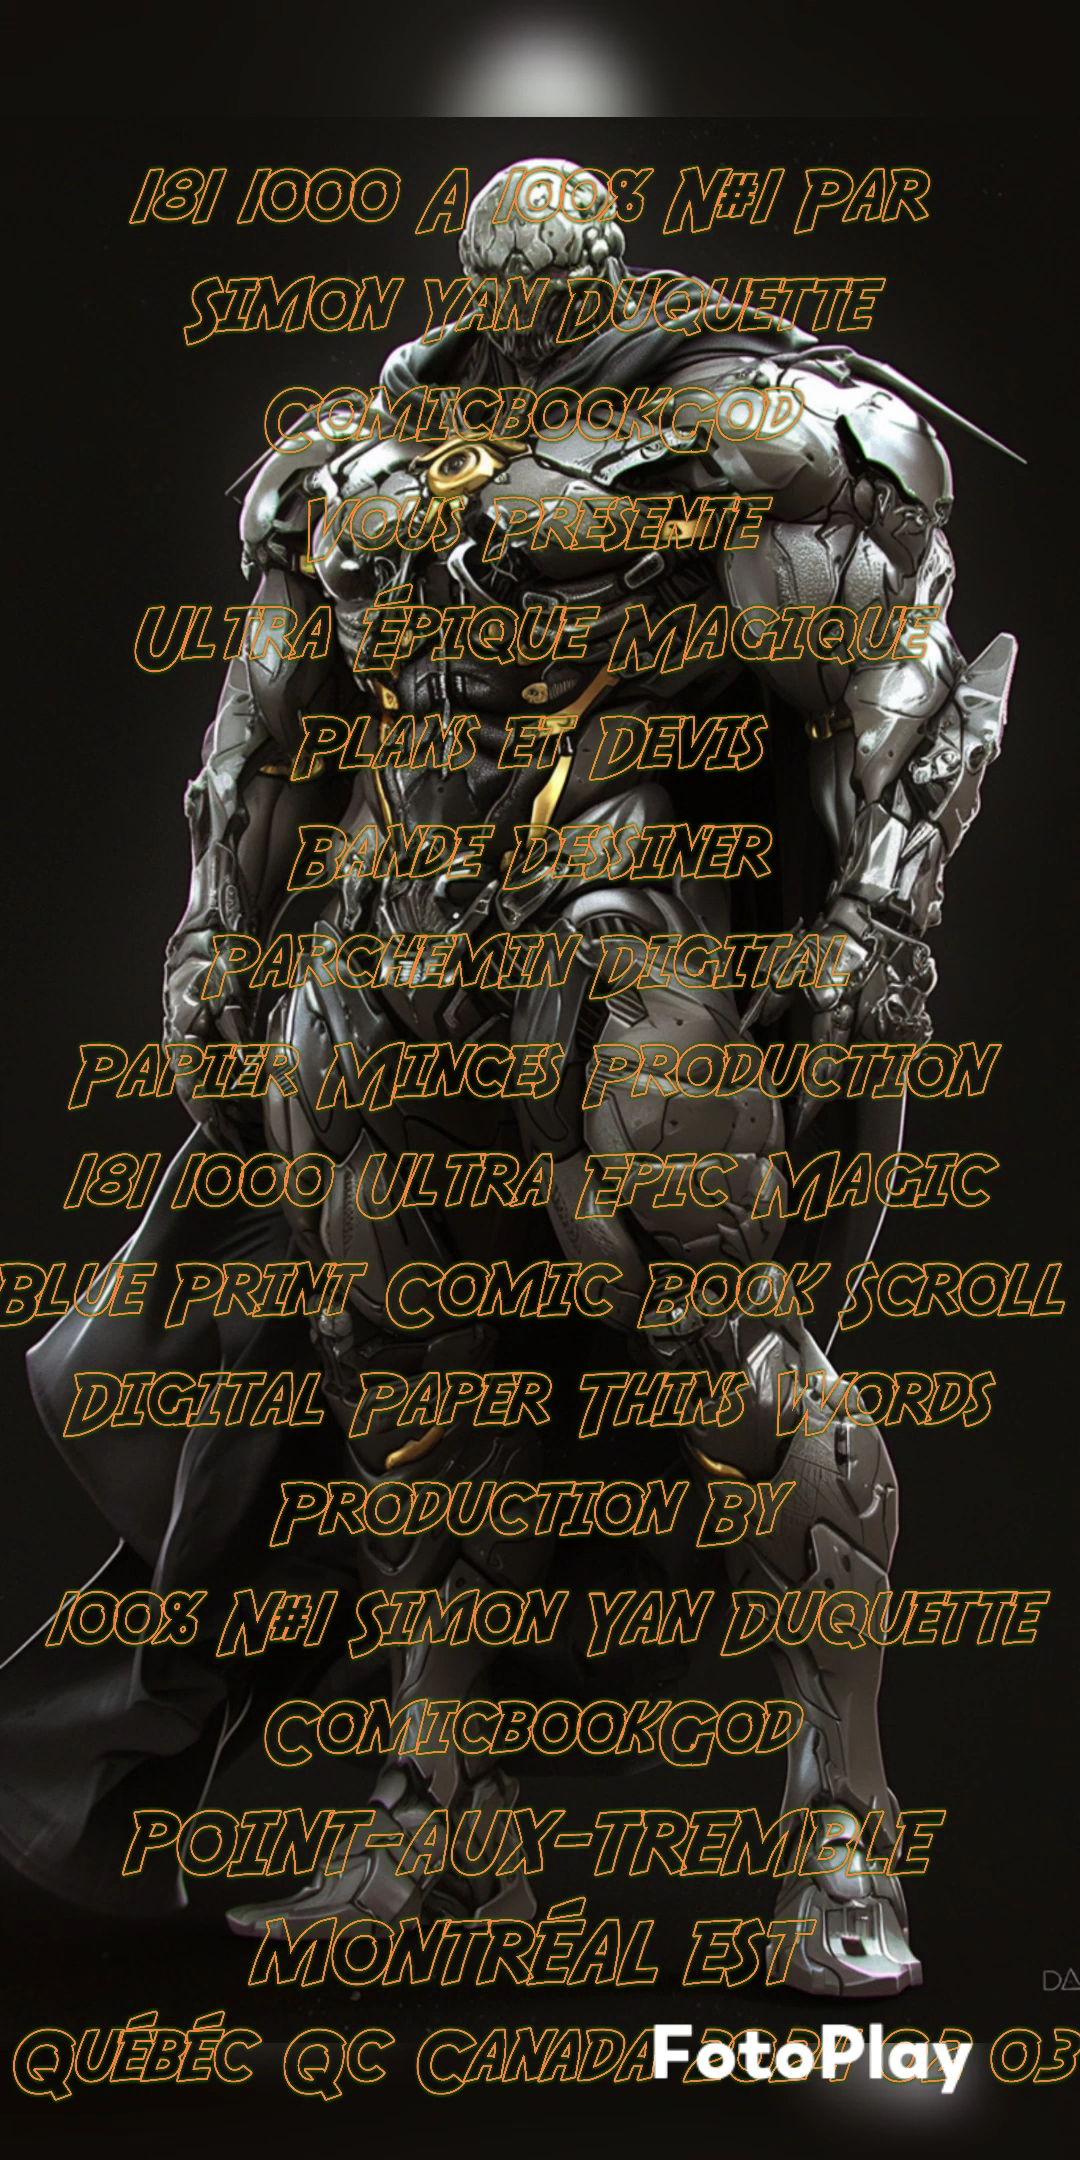 181 1000 A 100% N#1 Par
Simon Yan Duquette
ComicbookGod
Vous Presente
Ultra Épique Magique
Plans et Devis
Bande Dessiner
Parchemin Digital
Papier Minces Production
181 1000 Ultra Epic Magic
Blue Print Comic Book Scroll
Digital Paper Thins Words
Production By
100% N#1 Simon Yan Duquette
ComicbookGod
POINT-AUX-TREMBLE
MONTRÉAL EST
Québéc Qc Canada 03
FotoPlay